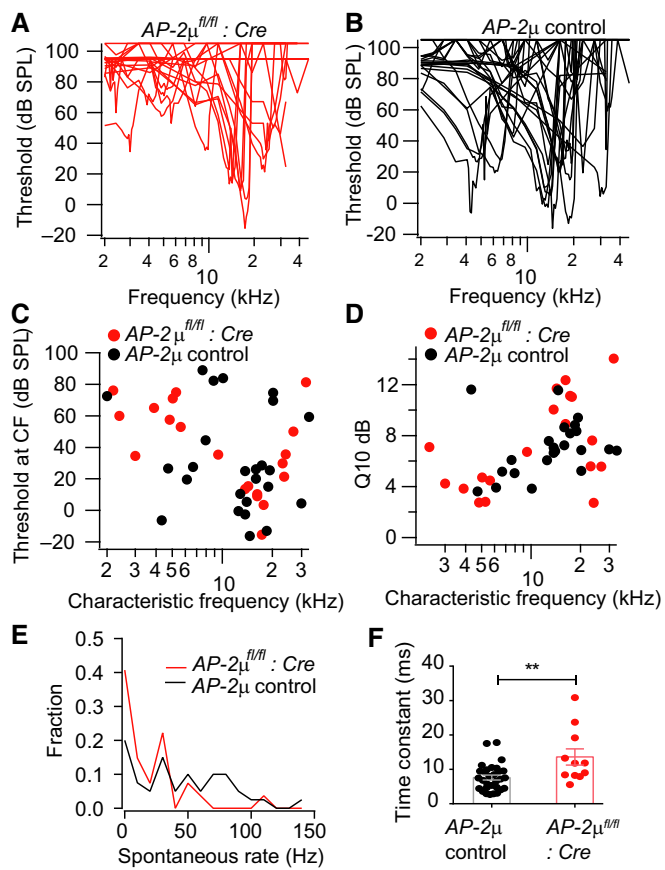 A
AP-2μfl/fl : Cre
Threshold (dB SPL)
100
80
60
40
20
0
–20
2 4 6 8 10 2 4
Frequency (kHz)
B
AP-2μ control
Threshold (dB SPL)
100
80
60
40
20
0
-20
2 4 6 8 10 2 4
Frequency (kHz)
C
AP-2μfl/fl : Cre
AP-2μ control
Threshold at CF (dB SPL)
100
80
60
40
20
0
–20
2 3 4 5 6 10 2 3
Characteristic frequency (kHz)
D
AP-2μfl/fl : Cre
AP-2μ control
Q10 dB
12
8
4
0
3 4 5 6 10 2 3
Characteristic frequency (kHz)
E
AP-2μfl/fl : Cre
AP-2μ control
Fraction
0.5
0.4
0.3
0.2
0.1
0.0
0 50 100 150
Spontaneous rate (Hz)
F
**
Time constant (ms)
40
30
20
10
0
AP-2μ
control
AP-2μfl/fl
: Cre